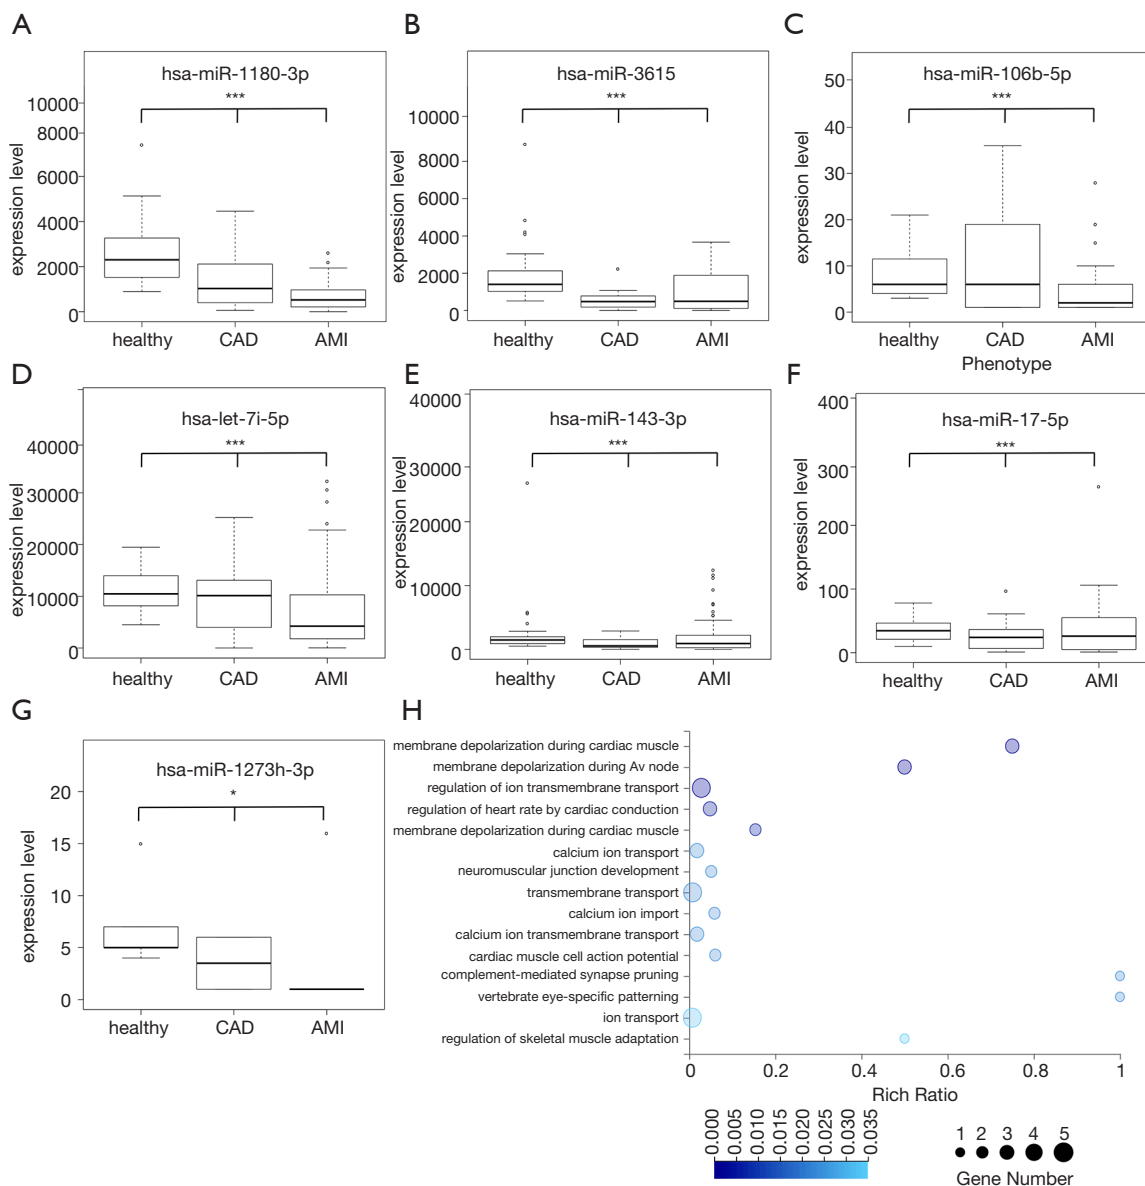 A
hsa-miR-1180-3p
***
expression level
10000
8000
6000
4000
2000
0
healthy CAD AMI
B
hsa-miR-3615
***
expression level
10000
8000
6000
4000
2000
0
healthy CAD AMI
C
hsa-miR-106b-5p
***
expression level
50
40
30
20
10
0
healthy CAD AMI
Phenotype
D
hsa-let-7i-5p
***
expression level
40000
30000
20000
10000
0
healthy CAD AMI
E
hsa-miR-143-3p
***
expression level
40000
30000
20000
10000
0
healthy CAD AMI
F
hsa-miR-17-5p
***
expression level
400
300
200
100
0
healthy CAD AMI
G
hsa-miR-1273h-3p
*
expression level
20
15
10
5
0
healthy CAD AMI
H
membrane depolarization during cardiac muscle
membrane depolarization during Av node
regulation of ion transmembrane transport
regulation of heart rate by cardiac conduction
membrane depolarization during cardiac muscle
calcium ion transport
neuromuscular junction development
transmembrane transport
calcium ion import
calcium ion transmembrane transport
cardiac muscle cell action potential
complement-mediated synapse pruning
vertebrate eye-specific patterning
ion transport
regulation of skeletal muscle adaptation
0 0.2 0.4 0.6 0.8 1
Rich Ratio
0.000 0.005 0.010 0.015 0.020 0.025 0.030 0.035
1 2 3 4 5
Gene Number